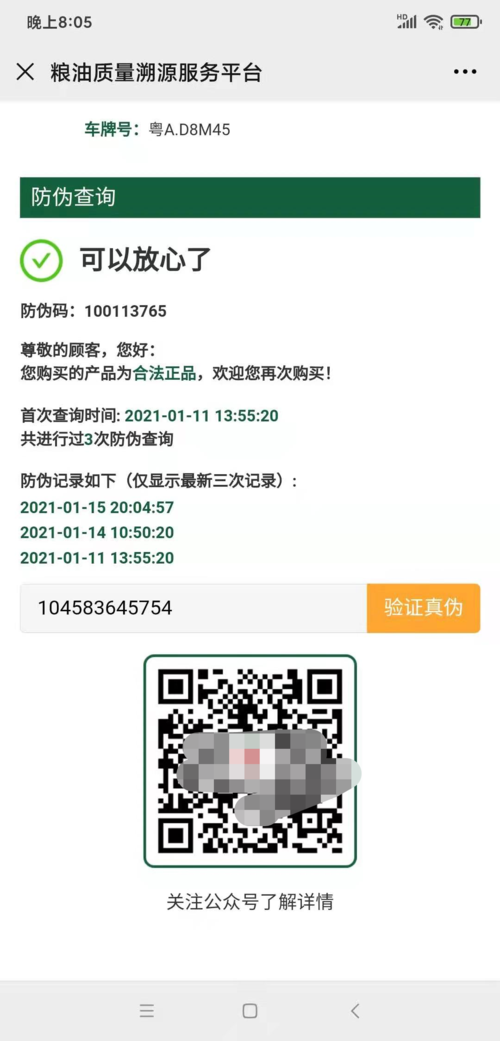 晚上8:05
HD
77
粮油质量溯源服务平台
车牌号：粤A.D8M45
防伪查询
可以放心了
防伪码：100113765
尊敬的顾客，您好：
您购买的产品为合法正品，欢迎您再次购买！
首次查询时间: 2021-01-11 13:55:20
共进行过3次防伪查询
防伪记录如下（仅显示最新三次记录）:
2021-01-15 20:04:57
2021-01-14 10:50:20
2021-01-11 13:55:20
104583645754
验证真伪
关注公众号了解详情